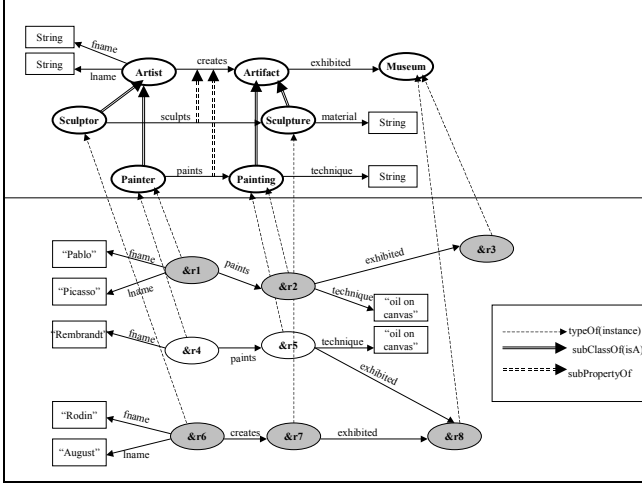 String
fname
String
lname
Artist
creates
Artifact
exhibited
Museum
Sculptor
sculpts
Sculpture
material
String
Painter
paints
Painting
technique
String
"Pablo"
fname
&r1
paints
exhibited
&r3
"Picasso"
lname
&r2
technique
"oil on
canvas"
"Rembrandt"
fname
&r4
paints
&r5
technique
"oil on
canvas"
exhibited
typeOf(instance)
subClassOf(isA)
subPropertyOf
"Rodin"
fname
&r6
creates
&r7
exhibited
&r8
"August"
lname